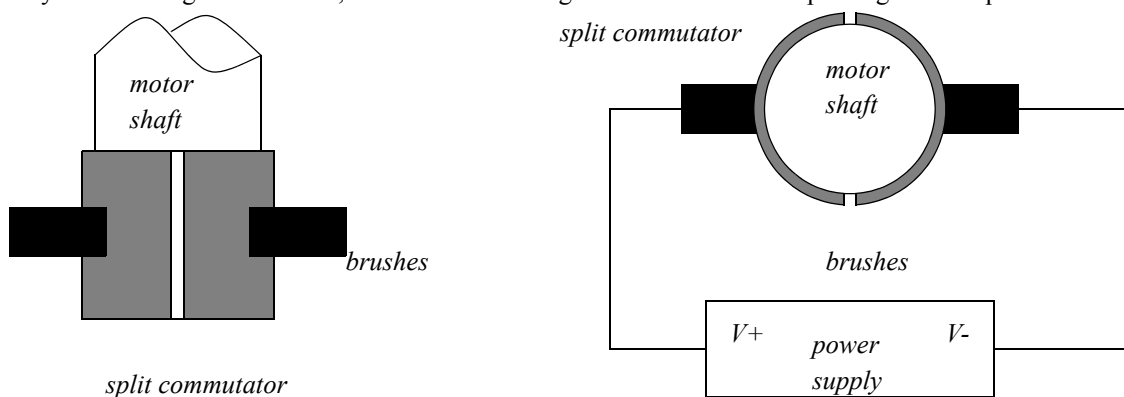 split commutator
motor
shaft
motor
shaft
brushes
brushes
V+
V-
power
supply
split commutator